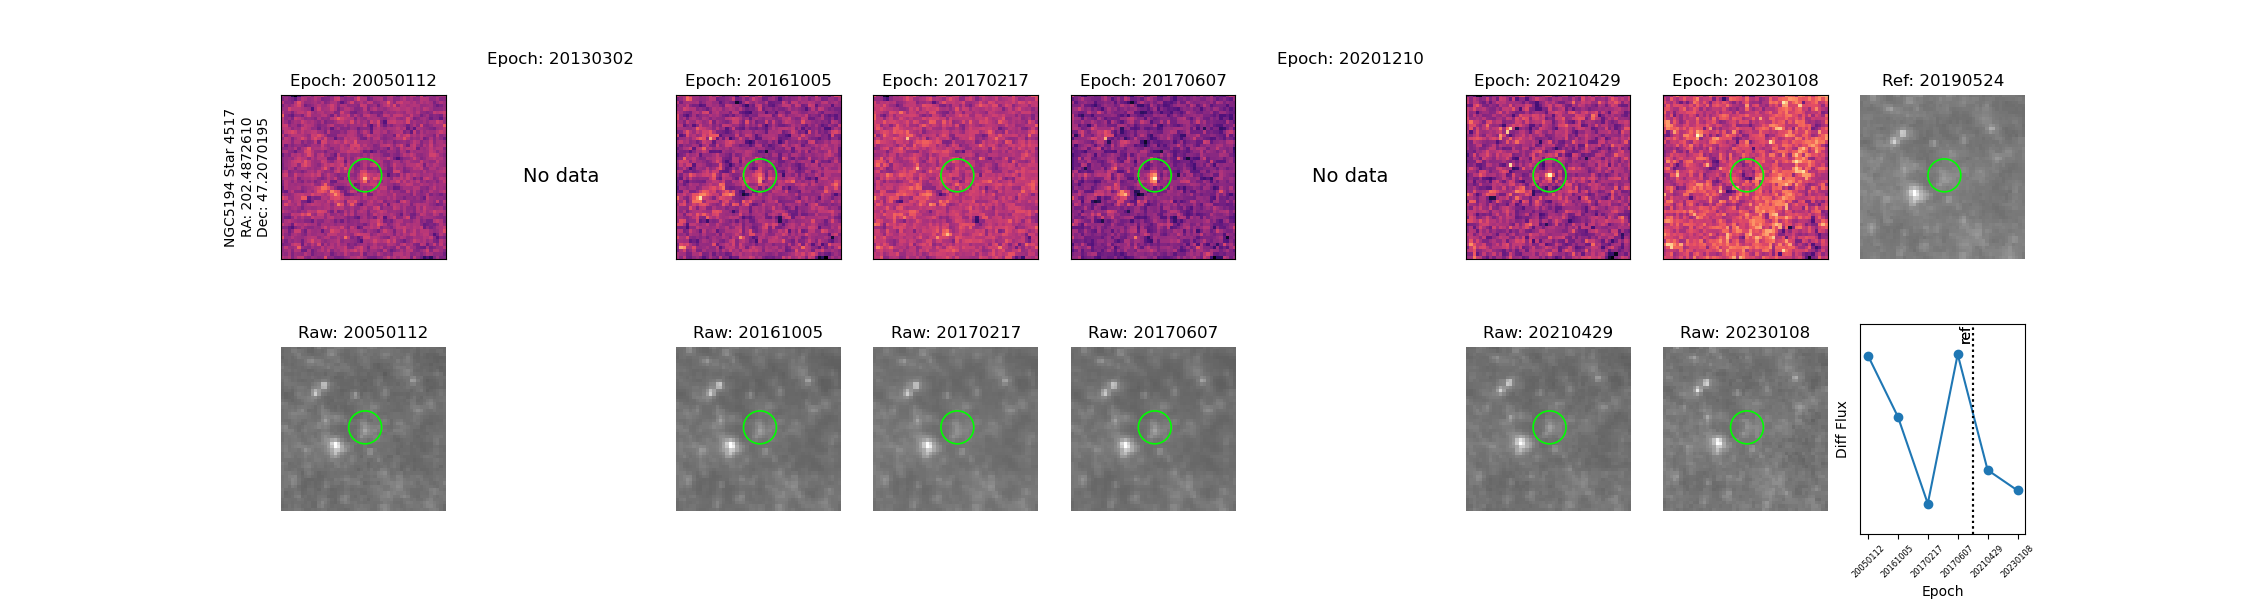 Epoch: 20130302
Epoch: 20201210
Epoch: 20050112
Epoch: 20161005
Epoch: 20170217
Epoch: 20170607
Epoch: 20210429
Epoch: 20230108
Ref: 20190524
NGC5194 Star 4517
RA: 202.4872610
Dec: 47.2070195
No data
No data
Raw: 20050112
Raw: 20161005
Raw: 20170217
Raw: 20170607
Raw: 20210429
Raw: 20230108
ref
Diff Flux
20050112
20161005
20170217
20170607
20210429
20230108
Epoch